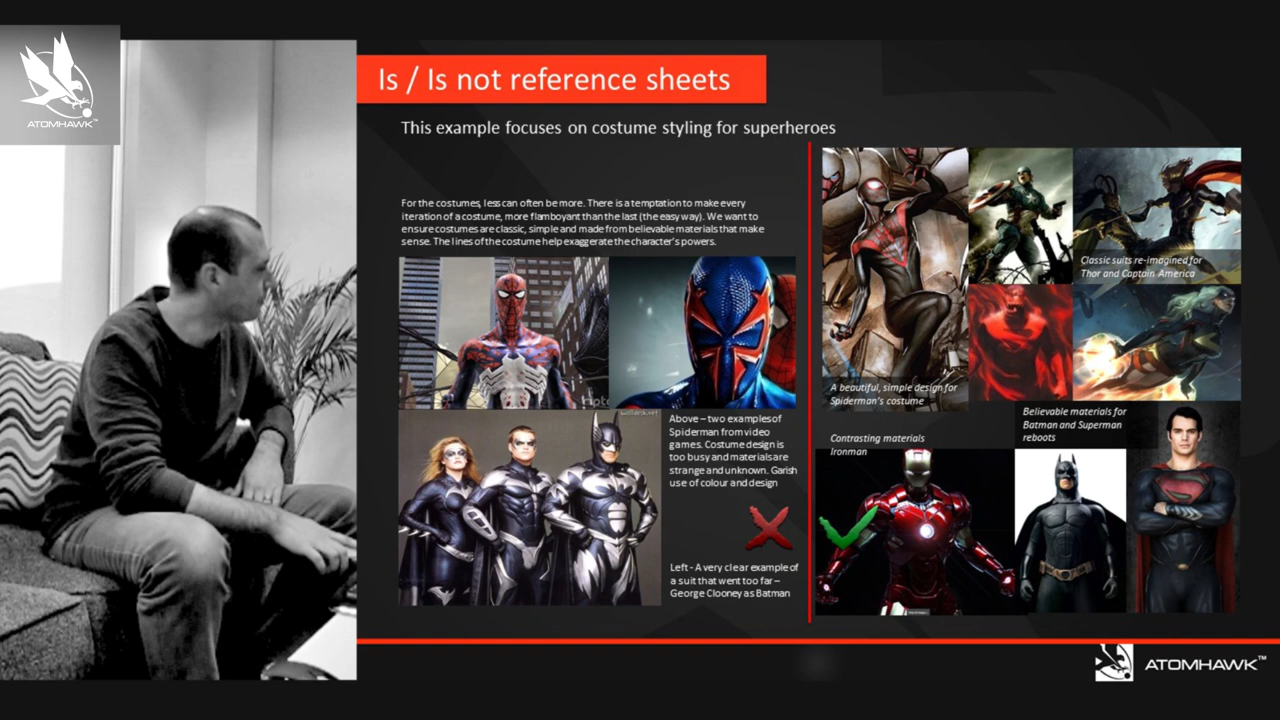 ATOMHAWK™
Is / Is not reference sheets
This example focuses on costume styling for superheroes
For the costumes, less can often be more. There is a temptation to make every
iteration of a costume, more flamboyant than the last (the easy way). We want to
ensure costumes are classic, simple and made from believable materials that make
sense. The lines of the costume help exaggerate the character's powers.
Above – two examples of
Spiderman from video
games. Costume design is
too busy and materials are
strange and unknown. Garish
use of colour and design
Left - A very clear example of
a suit that went too far –
George Clooney as Batman
Classic suits re-imagined for
Thor and Captain America
A beautiful, simple design for
Spiderman's costume
Contrasting materials
Ironman
Believable materials for
Batman and Superman
reboots
ATOMHAWK™